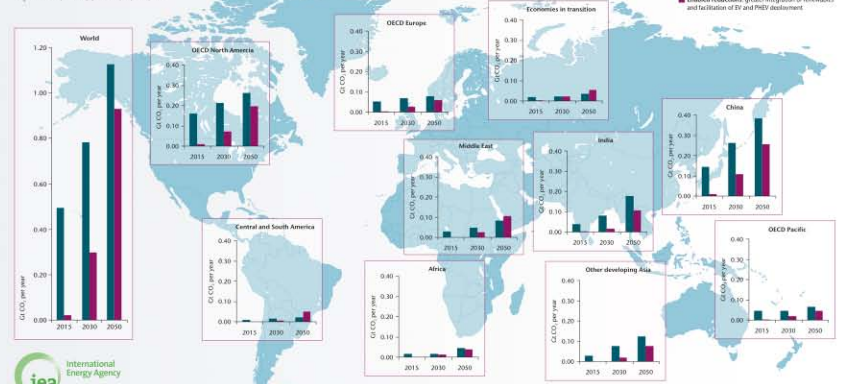 Enabled reductions: greater integration of renewables
and facilitation of EV and PHEV deployment
World
1.20
1.00
0.80
0.60
0.40
0.20
0.00
Gt CO2 per year
2015 2030 2050
OECD North America
0.40
0.30
0.20
0.10
0.00
Gt CO2 per year
2015 2030 2050
OECD Europe
0.40
0.30
0.20
0.10
0.00
Gt CO2 per year
2015 2030 2050
Economies in transition
0.40
0.30
0.20
0.10
0.00
Gt CO2 per year
2015 2030 2050
China
0.40
0.30
0.20
0.10
0.00
Gt CO2 per year
2015 2030 2050
Middle East
0.40
0.30
0.20
0.10
0.00
Gt CO2 per year
2015 2030 2050
India
0.40
0.30
0.20
0.10
0.00
Gt CO2 per year
2015 2030 2050
Central and South America
0.40
0.30
0.20
0.10
0.00
Gt CO2 per year
2015 2030 2050
Africa
0.40
0.30
0.20
0.10
0.00
Gt CO2 per year
2015 2030 2050
Other developing Asia
0.40
0.30
0.20
0.10
0.00
Gt CO2 per year
2015 2030 2050
OECD Pacific
0.40
0.30
0.20
0.10
0.00
Gt CO2 per year
2015 2030 2050
iea
International
Energy Agency